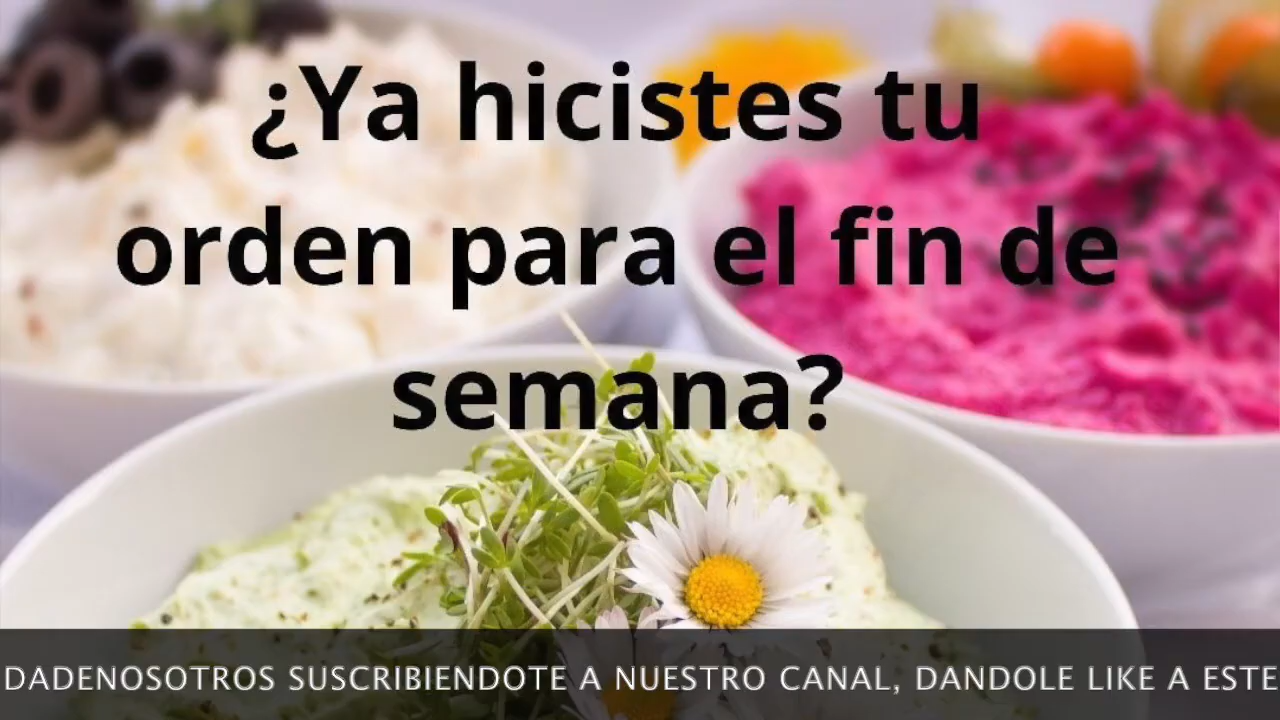 ¿Ya hicistes tu
orden para el fin de
semana?
DADENOSOTROS SUSCRIBIENDOTE A NUESTRO CANAL, DANDOLE LIKE A ESTE